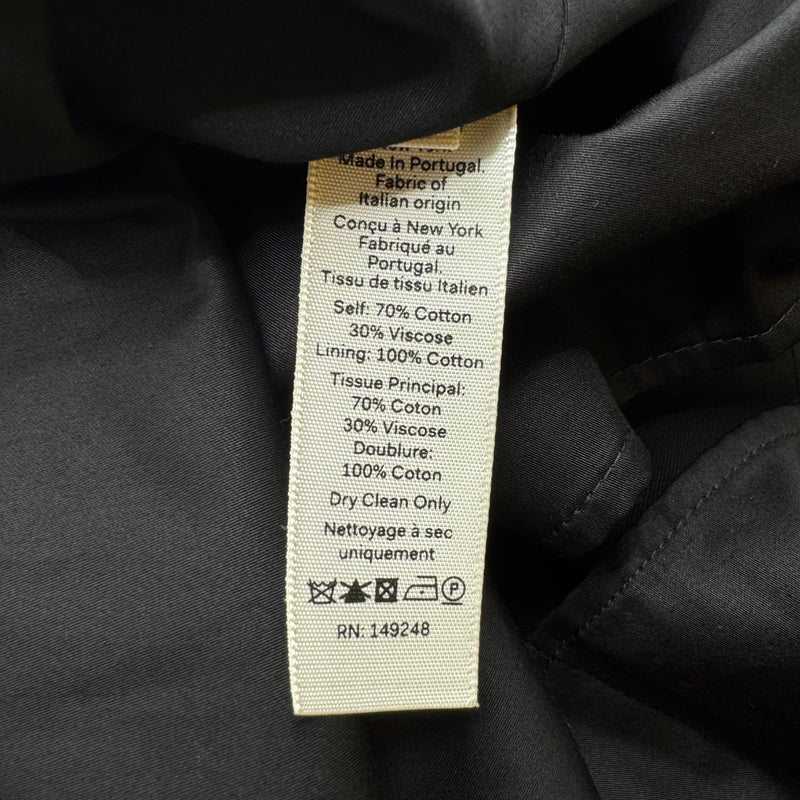 Made In Portugal.
Fabric of
Italian origin
Conçu à New York
Fabriqué au
Portugal.
Tissu de tissu Italien
Self: 70% Cotton
30% Viscose
Lining: 100% Cotton
Tissue Principal:
70% Coton
30% Viscose
Doublure:
100% Coton
Dry Clean Only
Nettoyage à sec
uniquement
P
RN: 149248